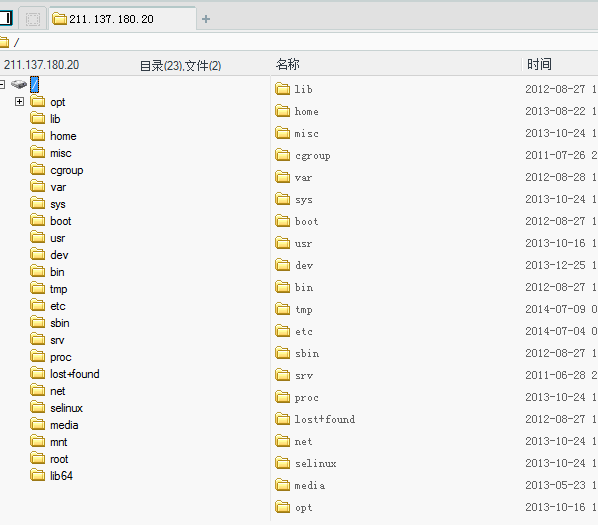 211.137.180.20
+
/
211.137.180.20 目录(23),文件(2) 名称 时间
/
opt
lib
home
misc
cgroup
var
sys
boot
usr
dev
bin
tmp
etc
sbin
srv
proc
lost+found
net
selinux
media
mnt
root
lib64
lib 2012-08-27 1
home 2013-08-22 1
misc 2013-10-24 1
cgroup 2011-07-26 2
var 2012-08-28 1
sys 2013-10-24 1
boot 2012-08-27 1
usr 2013-10-16 1
dev 2013-12-25 1
bin 2012-08-27 1
tmp 2014-07-09 0
etc 2014-07-04 0
sbin 2012-08-27 1
srv 2011-06-28 2
proc 2013-10-24 1
lost+found 2012-08-27 1
net 2013-10-24 1
selinux 2013-10-24 1
media 2013-05-23 1
opt 2013-10-16 1